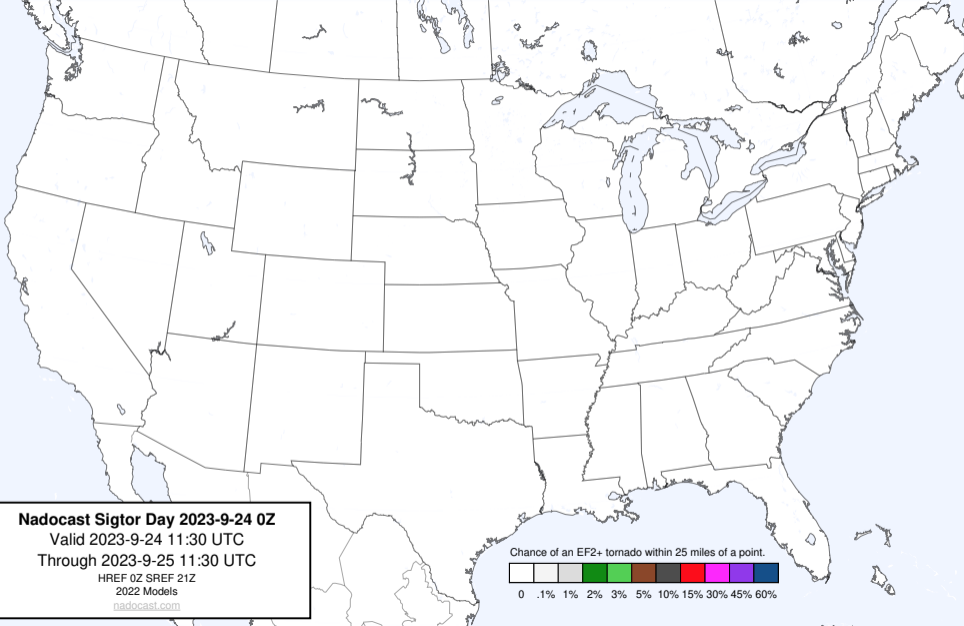 Nadocast Sigtor Day 2023-9-24 0Z
Valid 2023-9-24 11:30 UTC
Through 2023-9-25 11:30 UTC
HREF 0Z SREF 21Z
2022 Models
nadocast.com
Chance of an EF2+ tornado within 25 miles of a point.
0 .1% 1% 2% 3% 5% 10% 15% 30% 45% 60%